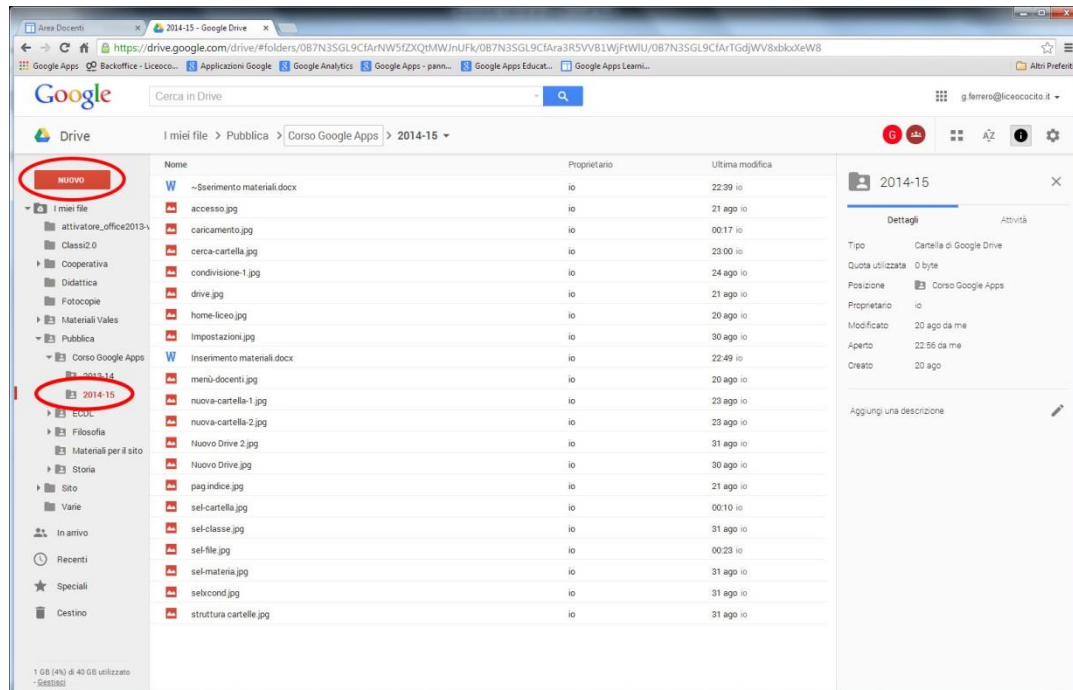 Area Docenti
2014-15 - Google Drive
https://drive.google.com/drive/#folders/
Google Apps Backoffice - Liceoco... Applicazioni Google Google Analytics Google Apps - pann... Google Apps Educat... Google Apps Learni... Altri Preferiti
Google Cerca in Drive g.ferrero@liceococito.it
Drive I miei file > Pubblica > Corso Google Apps > 2014-15 G AZ
NUOVO
I miei file
attivatore_office2013-v
Classi2.0
Cooperativa
Didattica
Fotocopie
Materiali Vales
Pubblica
Corso Google Apps
2013-14
2014-15
ECDL
Filosofia
Materiali per il sito
Storia
Sito
Varie
In arrivo
Recenti
Speciali
Cestino
1 GB (4%) di 40 GB utilizzato
- Gestisci
Nome Proprietario Ultima modifica
~$serimento materiali.docx io 22:39 io
accesso.jpg io 21 ago io
caricamento.jpg io 00:17 io
cerca-cartella.jpg io 23:00 io
condivisione-1.jpg io 24 ago io
drive.jpg io 21 ago io
home-liceo.jpg io 20 ago io
Impostazioni.jpg io 30 ago io
Inserimento materiali.docx io 22:49 io
menù-docenti.jpg io 20 ago io
nuova-cartella-1.jpg io 23 ago io
nuova-cartella-2.jpg io 23 ago io
Nuovo Drive 2.jpg io 31 ago io
Nuovo Drive.jpg io 30 ago io
pag.indice.jpg io 21 ago io
sel-cartella.jpg io 00:10 io
sel-classe.jpg io 31 ago io
sel-file.jpg io 00:23 io
sel-materia.jpg io 31 ago io
selxcond.jpg io 31 ago io
struttura cartelle.jpg io 31 ago io
2014-15
Dettagli Attività
Tipo Cartella di Google Drive
Quota utilizzata 0 byte
Posizione Corso Google Apps
Proprietario io
Modificato 20 ago da me
Aperto 22:56 da me
Creato 20 ago
Aggiungi una descrizione